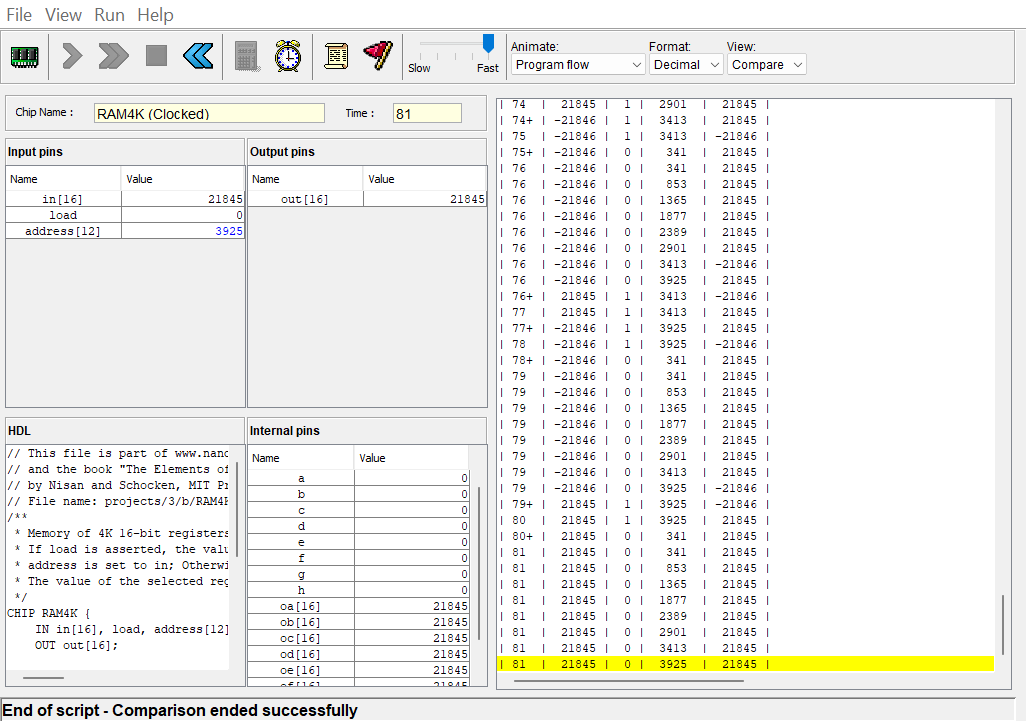 File View Run Help
Slow Fast
Animate: Format: View:
Program flow Decimal Compare
Chip Name : RAM4K (Clocked) Time : 81
Input pins
Name Value
in[16] 21845
load 0
address[12] 3925
Output pins
Name Value
out[16] 21845
HDL
// This file is part of www.nand
// and the book "The Elements of
// by Nisan and Schocken, MIT Pr
// File name: projects/3/b/RAM4K
/**
* Memory of 4K 16-bit registers
* If load is asserted, the valu
* address is set to in; Otherwi
* The value of the selected reg
*/
CHIP RAM4K {
IN in[16], load, address[12]
OUT out[16];
Internal pins
Name Value
a 0
b 0
c 0
d 0
e 0
f 0
g 0
h 0
oa[16] 21845
ob[16] 21845
oc[16] 21845
od[16] 21845
oe[16] 21845
of[16] 21845
| 74 | 21845 | 1 | 2901 | 21845 |
| 74+ | -21846 | 1 | 3413 | 21845 |
| 75 | -21846 | 1 | 3413 | -21846 |
| 75+ | -21846 | 0 | 341 | 21845 |
| 76 | -21846 | 0 | 341 | 21845 |
| 76 | -21846 | 0 | 853 | 21845 |
| 76 | -21846 | 0 | 1365 | 21845 |
| 76 | -21846 | 0 | 1877 | 21845 |
| 76 | -21846 | 0 | 2389 | 21845 |
| 76 | -21846 | 0 | 2901 | 21845 |
| 76 | -21846 | 0 | 3413 | -21846 |
| 76 | -21846 | 0 | 3925 | 21845 |
| 76+ | 21845 | 1 | 3413 | -21846 |
| 77 | 21845 | 1 | 3413 | 21845 |
| 77+ | -21846 | 1 | 3925 | 21845 |
| 78 | -21846 | 1 | 3925 | -21846 |
| 78+ | -21846 | 0 | 341 | 21845 |
| 79 | -21846 | 0 | 341 | 21845 |
| 79 | -21846 | 0 | 853 | 21845 |
| 79 | -21846 | 0 | 1365 | 21845 |
| 79 | -21846 | 0 | 1877 | 21845 |
| 79 | -21846 | 0 | 2389 | 21845 |
| 79 | -21846 | 0 | 2901 | 21845 |
| 79 | -21846 | 0 | 3413 | 21845 |
| 79 | -21846 | 0 | 3925 | -21846 |
| 79+ | 21845 | 1 | 3925 | -21846 |
| 80 | 21845 | 1 | 3925 | 21845 |
| 80+ | 21845 | 0 | 341 | 21845 |
| 81 | 21845 | 0 | 341 | 21845 |
| 81 | 21845 | 0 | 853 | 21845 |
| 81 | 21845 | 0 | 1365 | 21845 |
| 81 | 21845 | 0 | 1877 | 21845 |
| 81 | 21845 | 0 | 2389 | 21845 |
| 81 | 21845 | 0 | 2901 | 21845 |
| 81 | 21845 | 0 | 3413 | 21845 |
| 81 | 21845 | 0 | 3925 | 21845 |
End of script - Comparison ended successfully